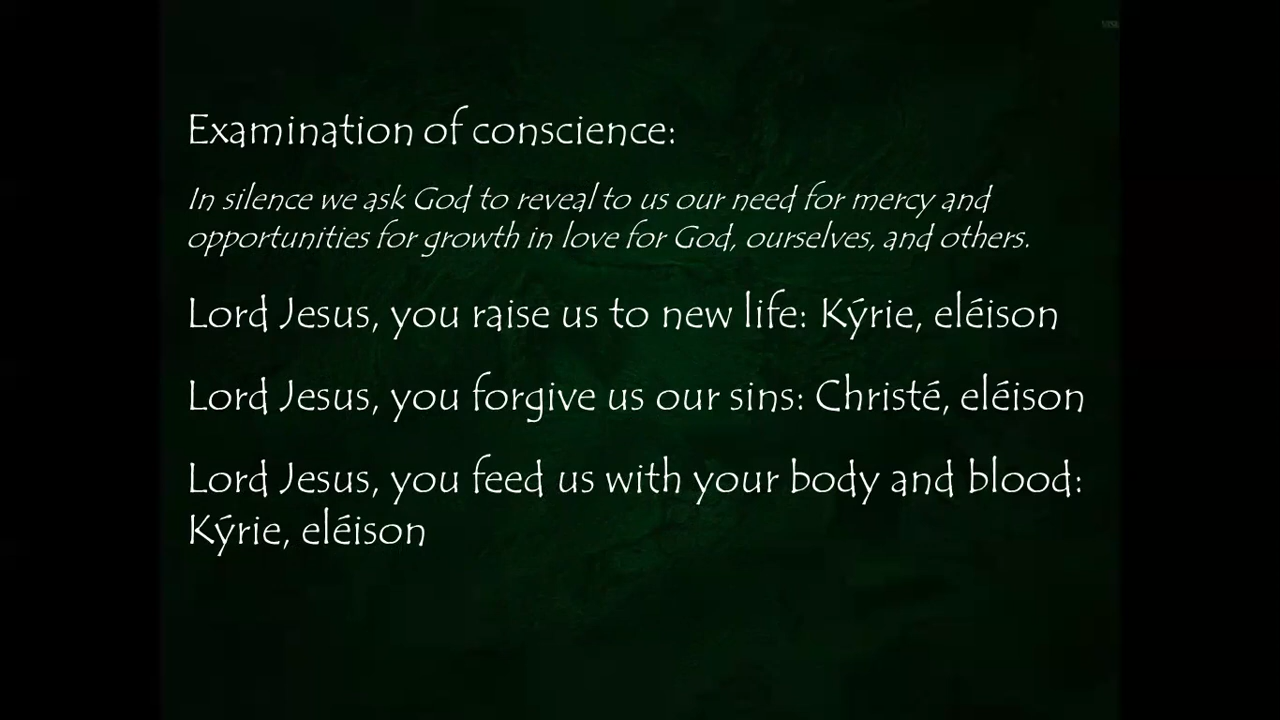 Examination of conscience:
In silence we ask God to reveal to us our need for mercy and
opportunities for growth in love for God, ourselves, and others.
Lord Jesus, you raise us to new life: Kýrie, eléison
Lord Jesus, you forgive us our sins: Christé, eléison
Lord Jesus, you feed us with your body and blood:
Kýrie, eléison